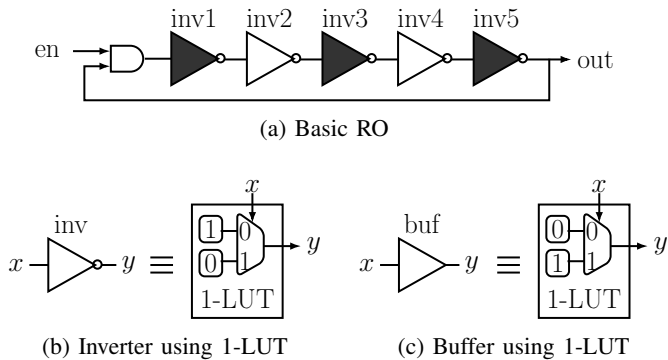 inv1 inv2 inv3 inv4 inv5
en
out
(a) Basic RO
inv
x
y
≡
x
1
0
0
1
y
1-LUT
(b) Inverter using 1-LUT
buf
x
y
≡
x
0
0
1
1
y
1-LUT
(c) Buffer using 1-LUT